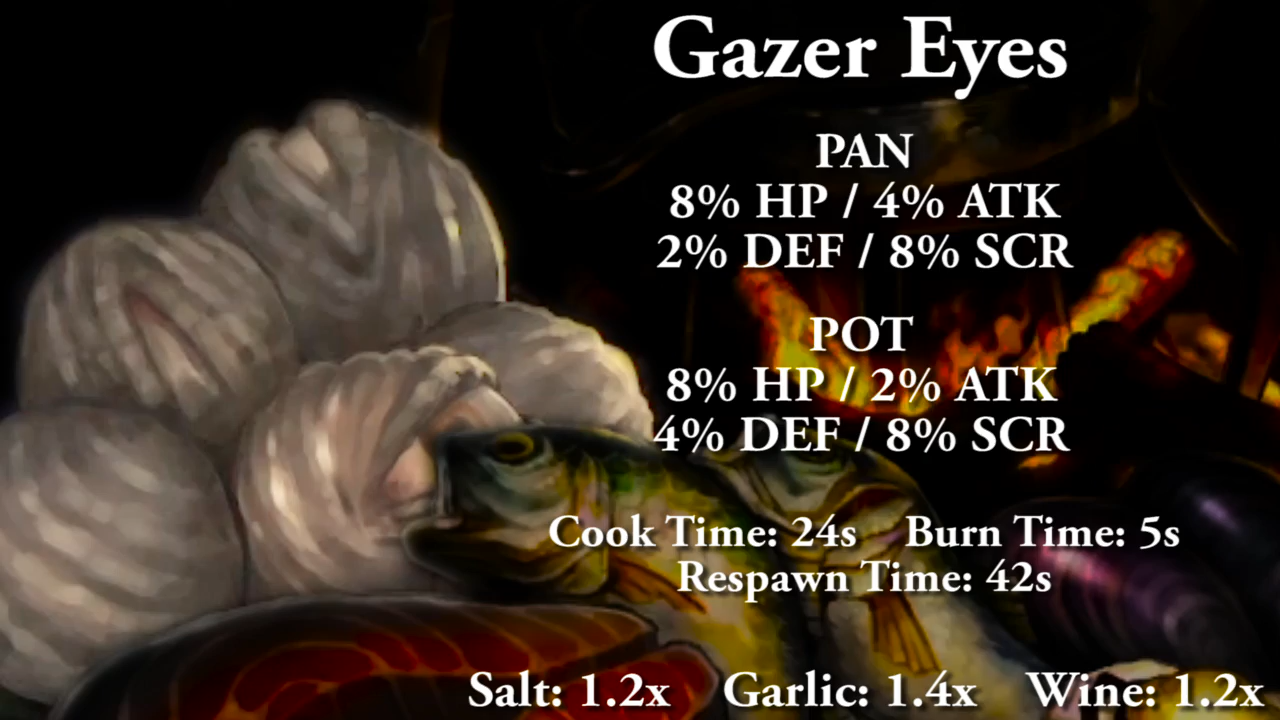 Gazer Eyes
PAN
8% HP / 4% ATK
2% DEF / 8% SCR
POT
8% HP / 2% ATK
4% DEF / 8% SCR
Cook Time: 24s Burn Time: 5s
Respawn Time: 42s
Salt: 1.2x Garlic: 1.4x Wine: 1.2x